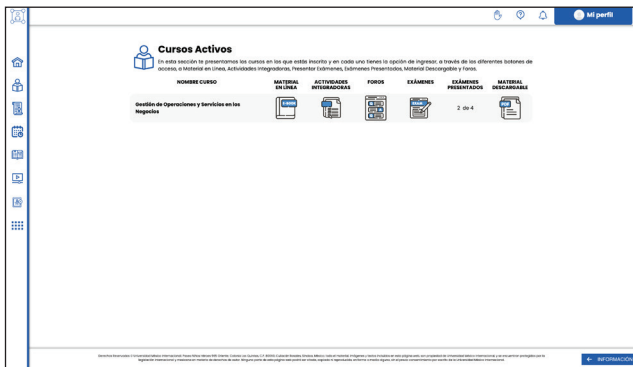 Mi perfil
Cursos Activos
En esta sección te presentamos los cursos en los que estás inscrito y en cada uno tienes la opción de ingresar, a través de los diferentes botones de
acceso, a Material en Línea, Actividades Integradoras, Presentar Exámenes, Exámenes Presentados, Material Descargable y Foros.
NOMBRE CURSO MATERIAL EN LÍNEA ACTIVIDADES INTEGRADORAS FOROS EXÁMENES EXÁMENES PRESENTADOS MATERIAL DESCARGABLE
Gestión de Operaciones y Servicios en los
Negocios
E-BOOK
EXAM
2 de 4
PDF
← INFORMACIÓN